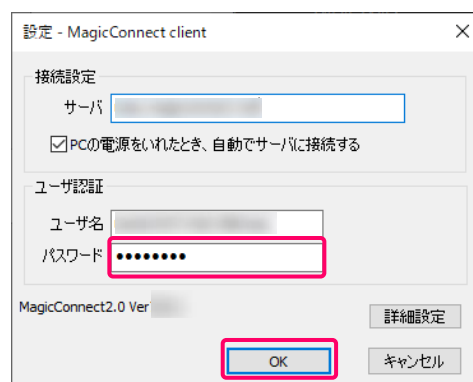 設定 - MagicConnect client
接続設定
サーバ
PCの電源をいれたとき、自動でサーバに接続する
ユーザ認証
ユーザ名
パスワード ●●●●●●●●
MagicConnect2.0 Ver
詳細設定
OK キャンセル